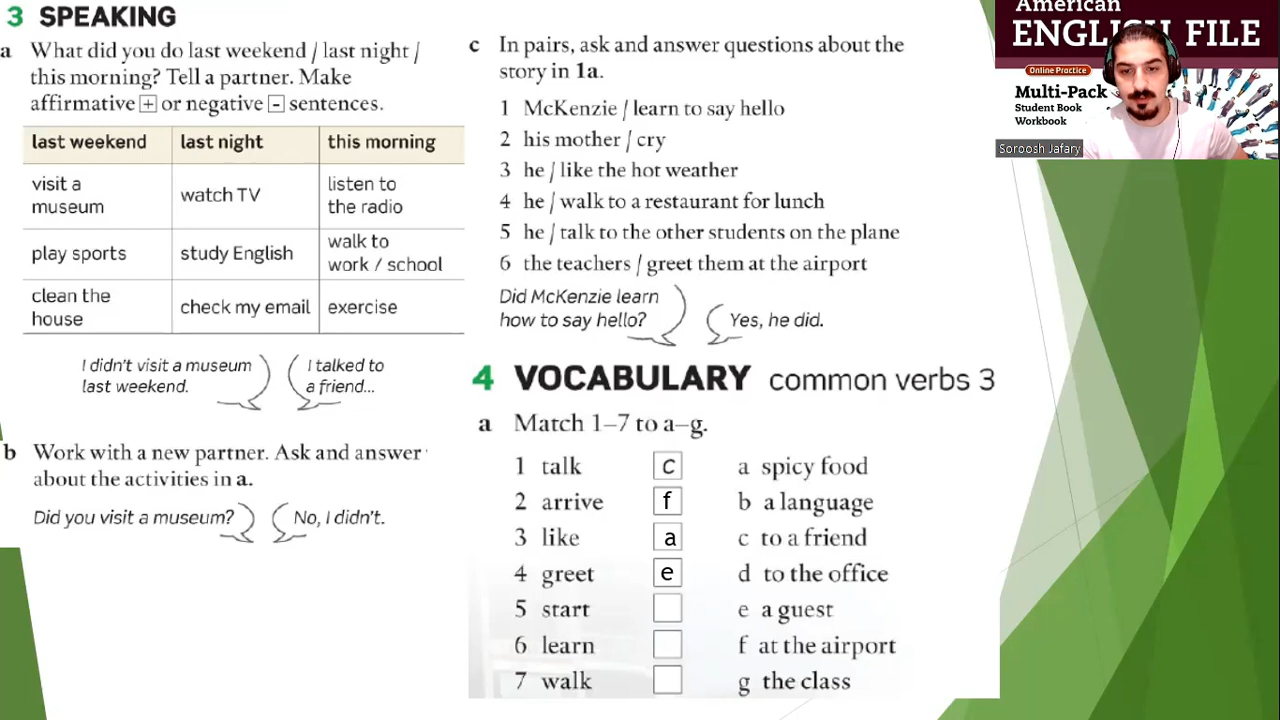 3 SPEAKING
a What did you do last weekend / last night /
this morning? Tell a partner. Make
affirmative + or negative - sentences.
last weekend last night this morning
visit a museum watch TV listen to the radio
play sports study English walk to work / school
clean the house check my email exercise
I didn't visit a museum
last weekend.
I talked to
a friend...
b Work with a new partner. Ask and answer
about the activities in a.
Did you visit a museum? No, I didn't.
c In pairs, ask and answer questions about the
story in 1a.
1 McKenzie / learn to say hello
2 his mother / cry
3 he / like the hot weather
4 he / walk to a restaurant for lunch
5 he / talk to the other students on the plane
6 the teachers / greet them at the airport
Did McKenzie learn
how to say hello?
Yes, he did.
4 VOCABULARY common verbs 3
a Match 1–7 to a–g.
1 talk c a spicy food
2 arrive f b a language
3 like a c to a friend
4 greet e d to the office
5 start e a guest
6 learn f at the airport
7 walk g the class
American
ENGLISH FILE
Online Practice
Multi-Pack
Student Book
Workbook
Soroosh Jafary